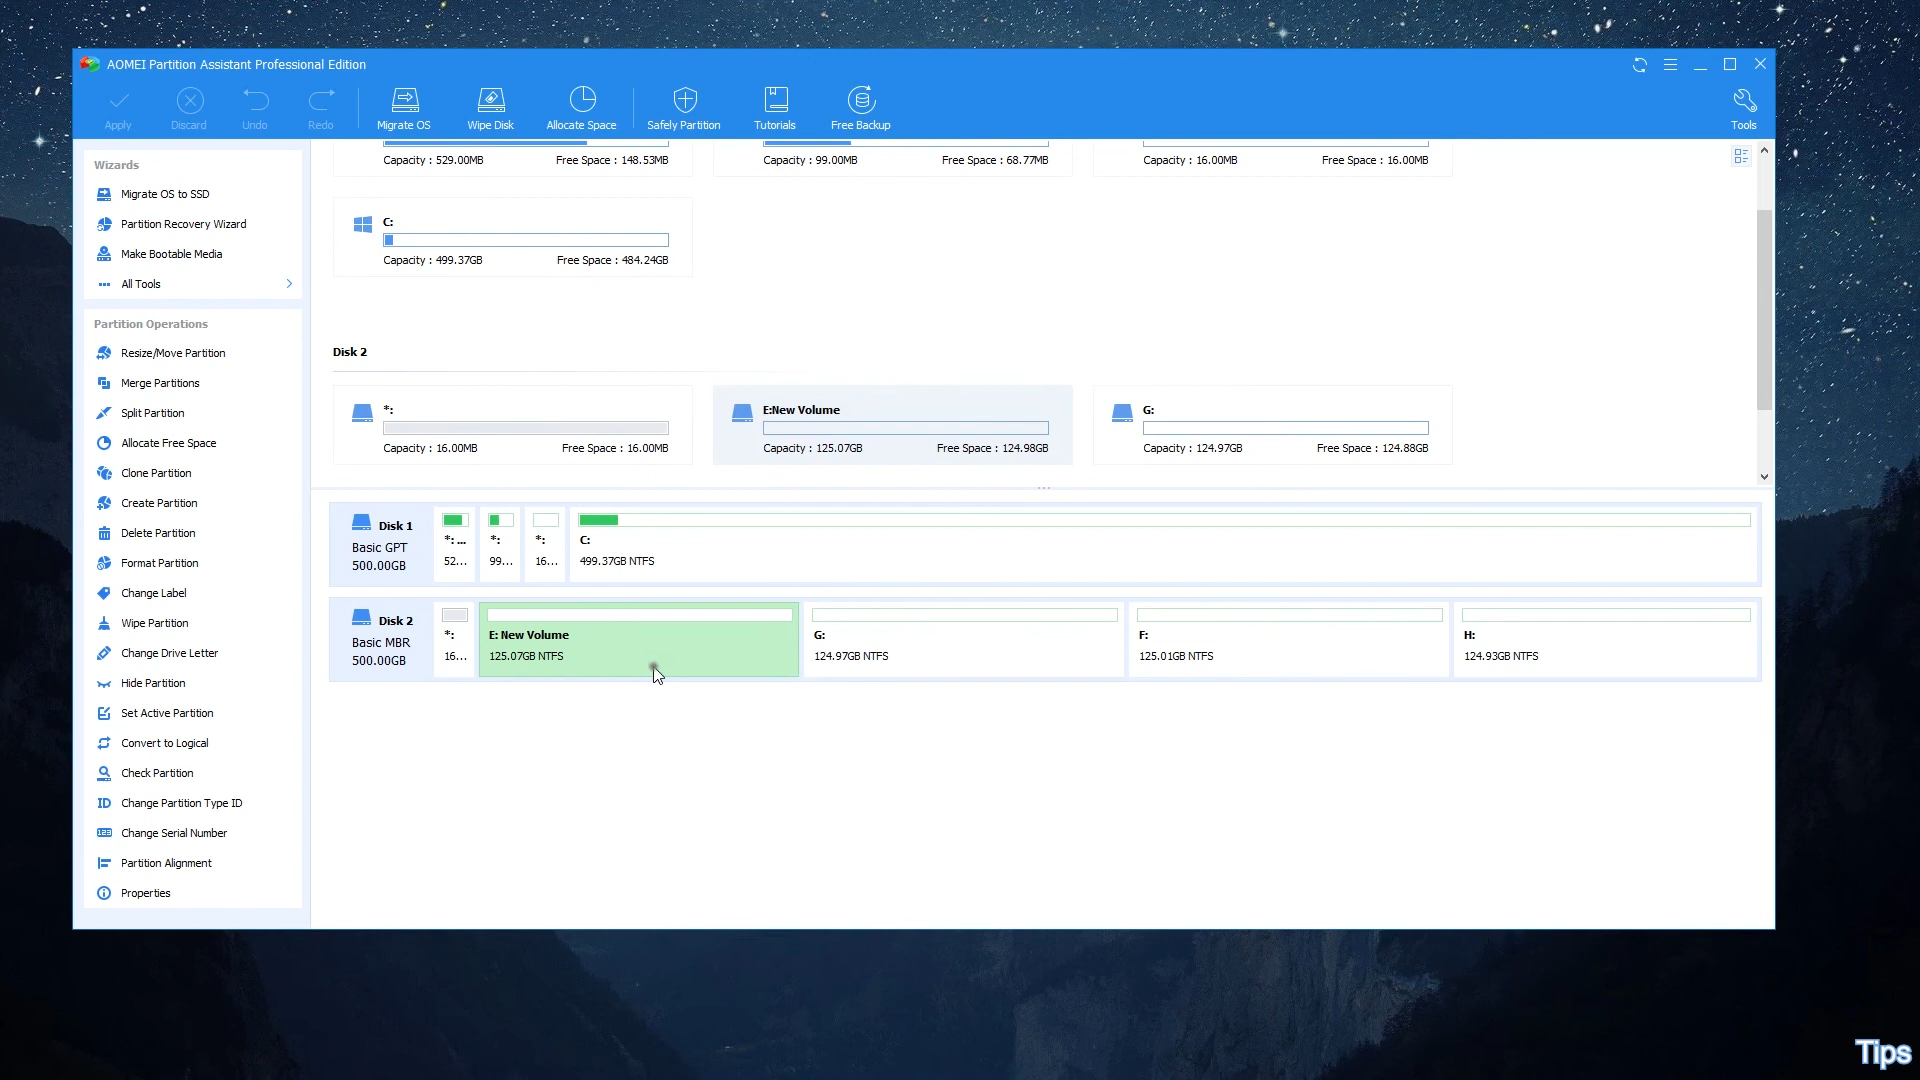 AOMEI Partition Assistant Professional Edition
Apply
Discard
Undo
Redo
Migrate OS
Wipe Disk
Allocate Space
Safely Partition
Tutorials
Free Backup
Tools
Wizards
Migrate OS to SSD
Partition Recovery Wizard
Make Bootable Media
All Tools
Partition Operations
Resize/Move Partition
Merge Partitions
Split Partition
Allocate Free Space
Clone Partition
Create Partition
Delete Partition
Format Partition
Change Label
Wipe Partition
Change Drive Letter
Hide Partition
Set Active Partition
Convert to Logical
Check Partition
ID Change Partition Type ID
123 Change Serial Number
Partition Alignment
Properties
Capacity : 529.00MB Free Space : 148.53MB
Capacity : 99.00MB Free Space : 68.77MB
Capacity : 16.00MB Free Space : 16.00MB
C:
Capacity : 499.37GB Free Space : 484.24GB
Disk 2
*:
Capacity : 16.00MB Free Space : 16.00MB
E:New Volume
Capacity : 125.07GB Free Space : 124.98GB
G:
Capacity : 124.97GB Free Space : 124.88GB
Disk 1
Basic GPT
500.00GB
*: ...
52...
*:
99...
*:
16...
C:
499.37GB NTFS
Disk 2
Basic MBR
500.00GB
*:
16...
E: New Volume
125.07GB NTFS
G:
124.97GB NTFS
F:
125.01GB NTFS
H:
124.93GB NTFS
Tips